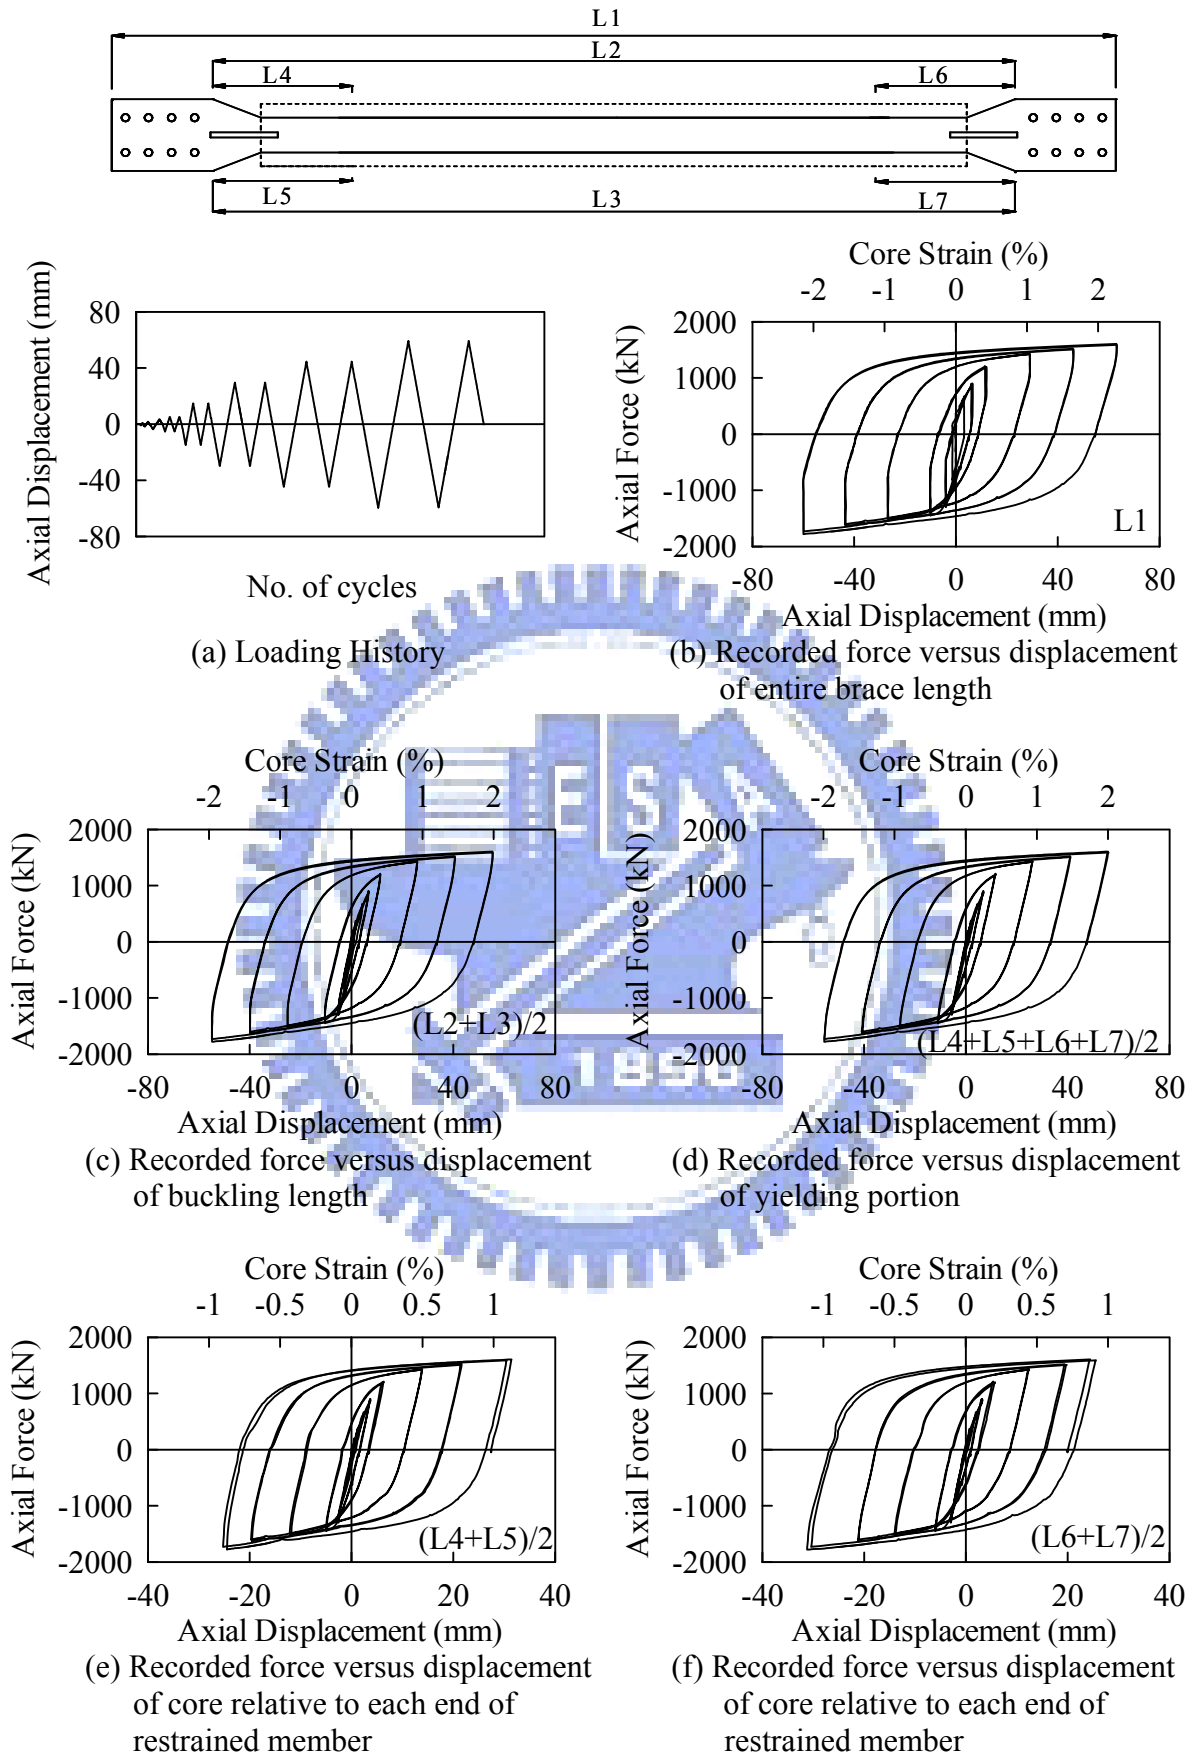 L1
L2
L4 L6
L5 L3 L7
Core Strain (%)
-2 -1 0 1 2
Axial Displacement (mm)
80
40
0
-40
-80
No. of cycles
(a) Loading History
Axial Force (kN)
2000
1000
0
-1000
-2000
L1
-80 -40 0 40 80
Axial Displacement (mm)
(b) Recorded force versus displacement
of entire brace length
Core Strain (%)
-2 -1 0 1 2
Axial Force (kN)
2000
1000
0
-1000
-2000
(L2+L3)/2
-80 -40 0 40 80
Axial Displacement (mm)
(c) Recorded force versus displacement
of buckling length
Core Strain (%)
-2 -1 0 1 2
Axial Force (kN)
2000
1000
0
-1000
-2000
(L4+L5+L6+L7)/2
-80 -40 0 40 80
Axial Displacement (mm)
(d) Recorded force versus displacement
of yielding portion
ESA
1896
Core Strain (%)
-1 -0.5 0 0.5 1
Axial Force (kN)
2000
1000
0
-1000
-2000
(L4+L5)/2
-40 -20 0 20 40
Axial Displacement (mm)
(e) Recorded force versus displacement
of core relative to each end of
restrained member
Core Strain (%)
-1 -0.5 0 0.5 1
Axial Force (kN)
2000
1000
0
-1000
-2000
(L6+L7)/2
-40 -20 0 20 40
Axial Displacement (mm)
(f) Recorded force versus displacement
of core relative to each end of
restrained member